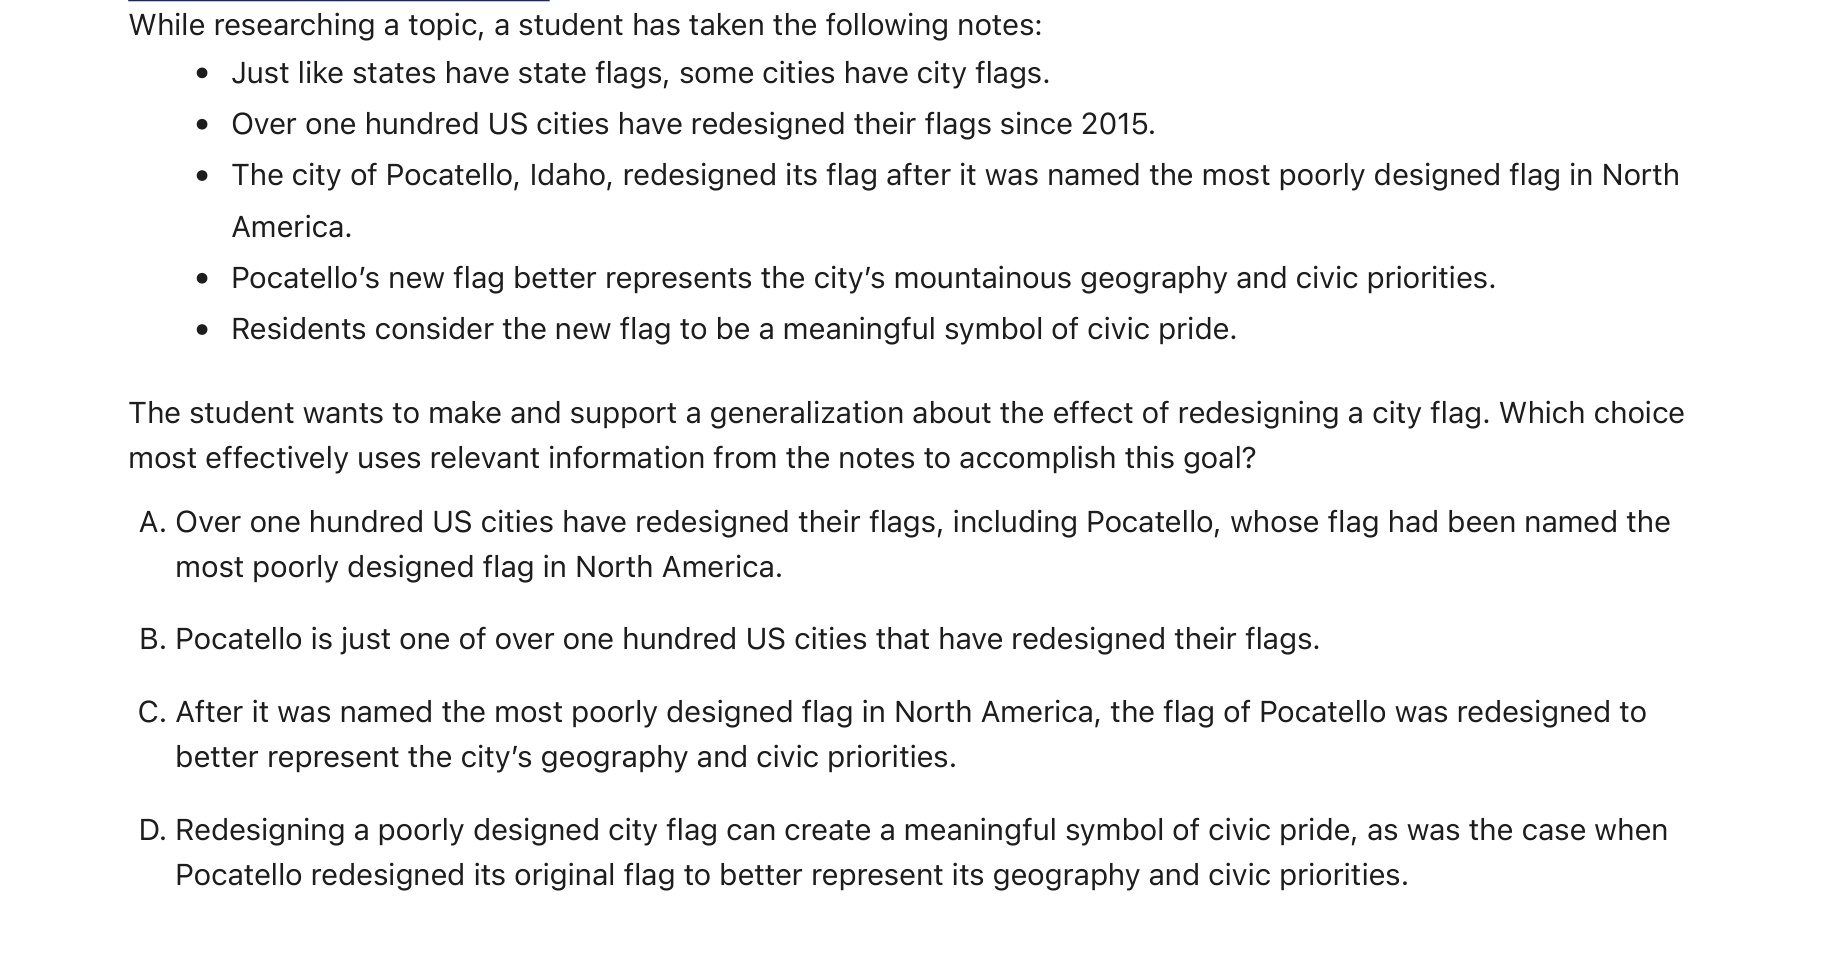 While researching a topic, a student has taken the following notes:
• Just like states have state flags, some cities have city flags.
• Over one hundred US cities have redesigned their flags since 2015.
• The city of Pocatello, Idaho, redesigned its flag after it was named the most poorly designed flag in North
America.
• Pocatello’s new flag better represents the city’s mountainous geography and civic priorities.
• Residents consider the new flag to be a meaningful symbol of civic pride.
The student wants to make and support a generalization about the effect of redesigning a city flag. Which choice
most effectively uses relevant information from the notes to accomplish this goal?
A. Over one hundred US cities have redesigned their flags, including Pocatello, whose flag had been named the
most poorly designed flag in North America.
B. Pocatello is just one of over one hundred US cities that have redesigned their flags.
C. After it was named the most poorly designed flag in North America, the flag of Pocatello was redesigned to
better represent the city’s geography and civic priorities.
D. Redesigning a poorly designed city flag can create a meaningful symbol of civic pride, as was the case when
Pocatello redesigned its original flag to better represent its geography and civic priorities.